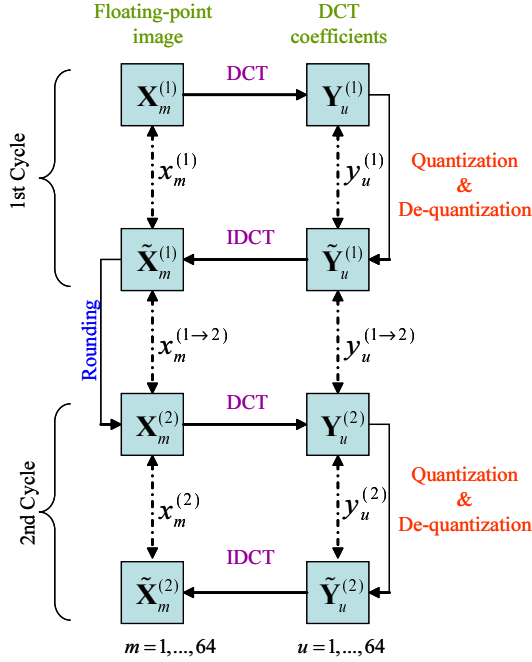 Floating-point
image
DCT
coefficients
DCT
X_m^(1)
Y_u^(1)
1st Cycle
x_m^(1)
y_u^(1)
Quantization
&
De-quantization
IDCT
X̃_m^(1)
Ỹ_u^(1)
Rounding
x_m^(1→2)
y_u^(1→2)
DCT
X_m^(2)
Y_u^(2)
2nd Cycle
x_m^(2)
y_u^(2)
Quantization
&
De-quantization
IDCT
X̃_m^(2)
Ỹ_u^(2)
m = 1,...,64
u = 1,...,64